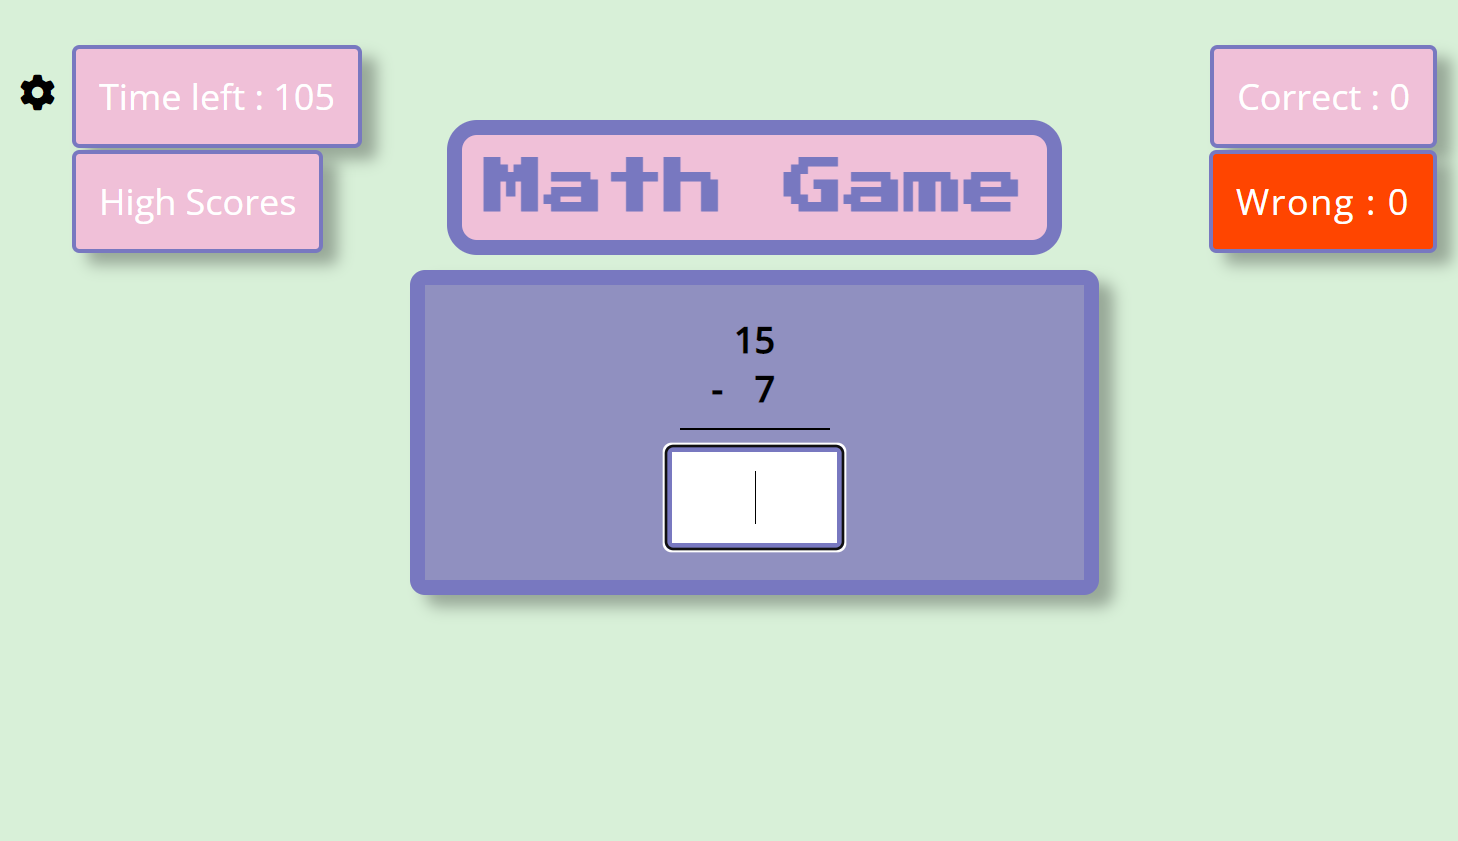 Time left : 105
High Scores
Correct : 0
Wrong : 0
Math Game
15
- 7